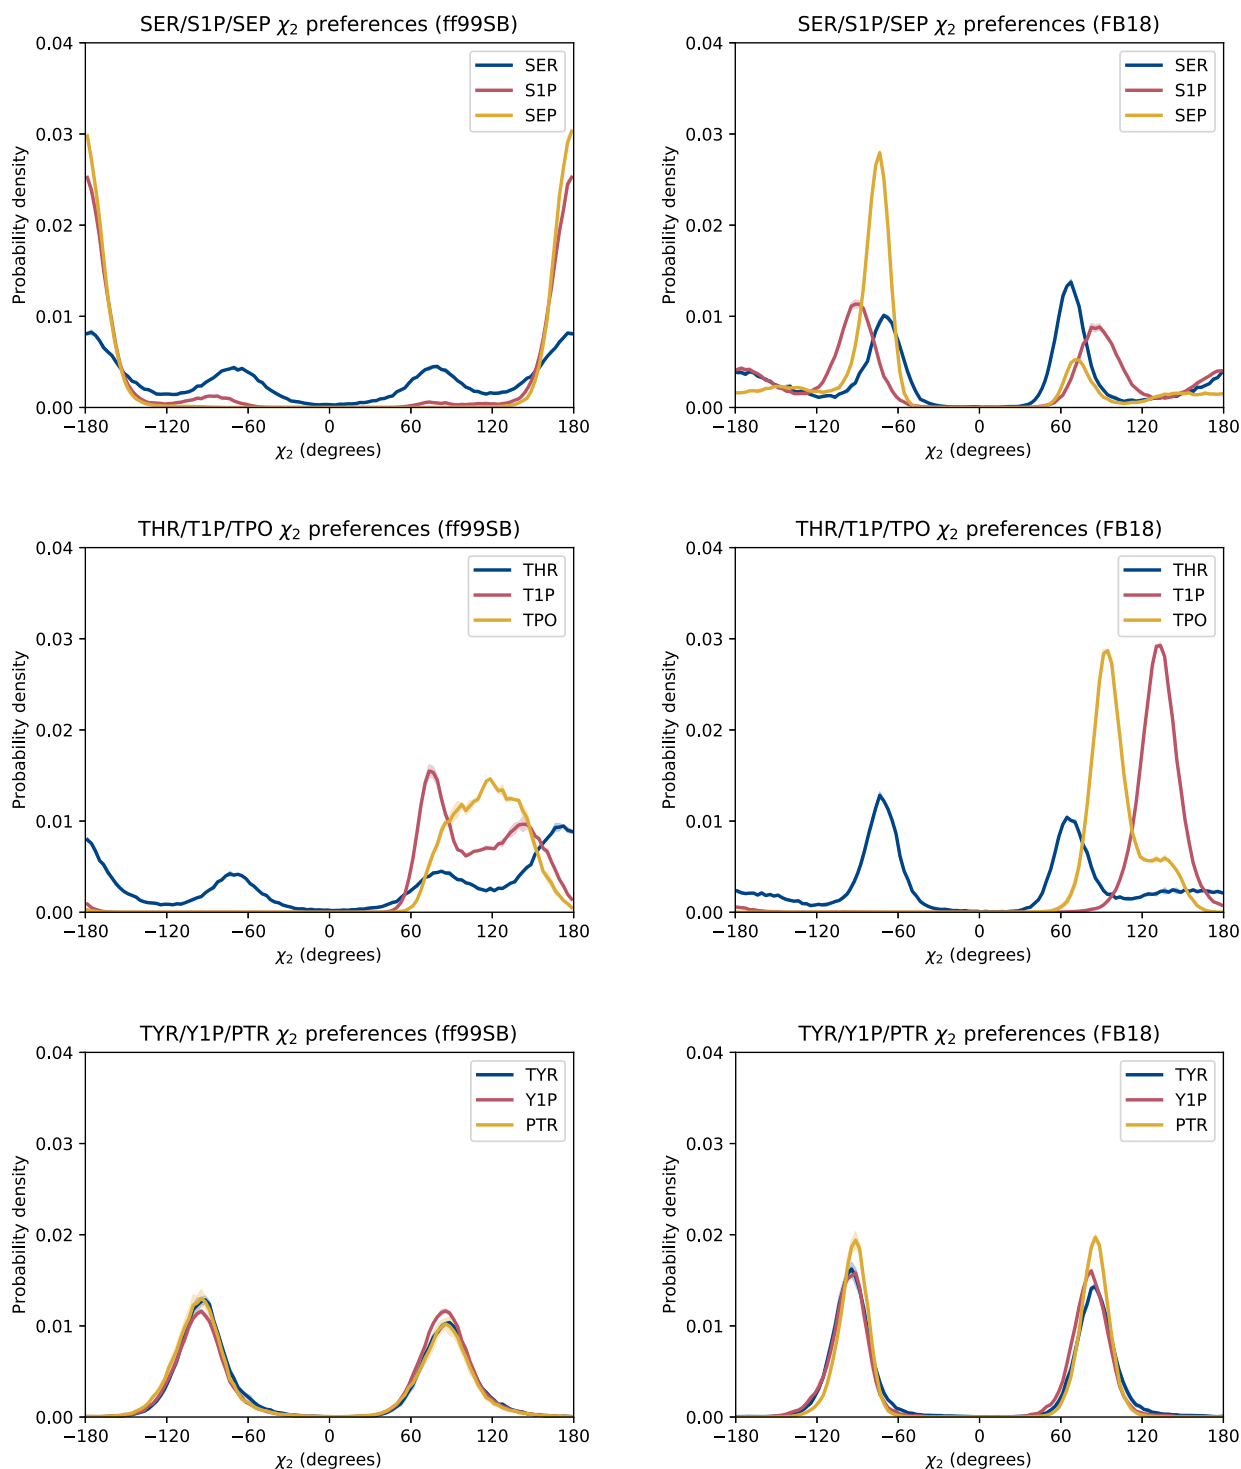 SER/S1P/SEP χ₂ preferences (ff99SB)
0.04
0.03
0.02
0.01
0.00
Probability density
SER
S1P
SEP
−180 −120 −60 0 60 120 180
χ₂ (degrees)
SER/S1P/SEP χ₂ preferences (FB18)
0.04
0.03
0.02
0.01
0.00
Probability density
SER
S1P
SEP
−180 −120 −60 0 60 120 180
χ₂ (degrees)
THR/T1P/TPO χ₂ preferences (ff99SB)
0.04
0.03
0.02
0.01
0.00
Probability density
THR
T1P
TPO
−180 −120 −60 0 60 120 180
χ₂ (degrees)
THR/T1P/TPO χ₂ preferences (FB18)
0.04
0.03
0.02
0.01
0.00
Probability density
THR
T1P
TPO
−180 −120 −60 0 60 120 180
χ₂ (degrees)
TYR/Y1P/PTR χ₂ preferences (ff99SB)
0.04
0.03
0.02
0.01
0.00
Probability density
TYR
Y1P
PTR
−180 −120 −60 0 60 120 180
χ₂ (degrees)
TYR/Y1P/PTR χ₂ preferences (FB18)
0.04
0.03
0.02
0.01
0.00
Probability density
TYR
Y1P
PTR
−180 −120 −60 0 60 120 180
χ₂ (degrees)